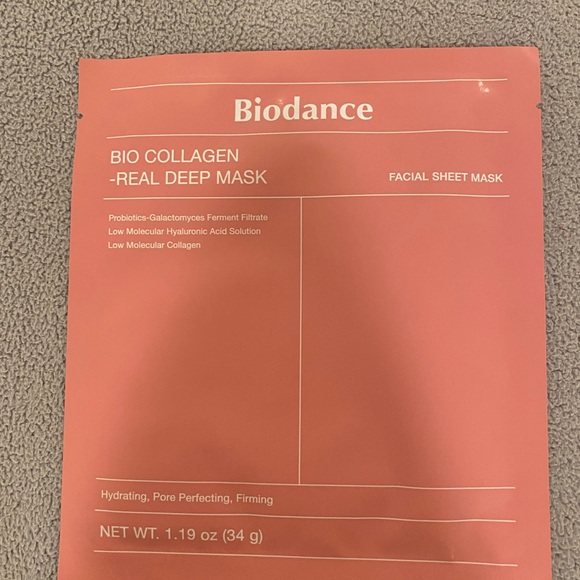 Biodance
BIO COLLAGEN
-REAL DEEP MASK
FACIAL SHEET MASK
Probiotics-Galactomyces Ferment Filtrate
Low Molecular Hyaluronic Acid Solution
Low Molecular Collagen
Hydrating, Pore Perfecting, Firming
NET WT. 1.19 oz (34 g)